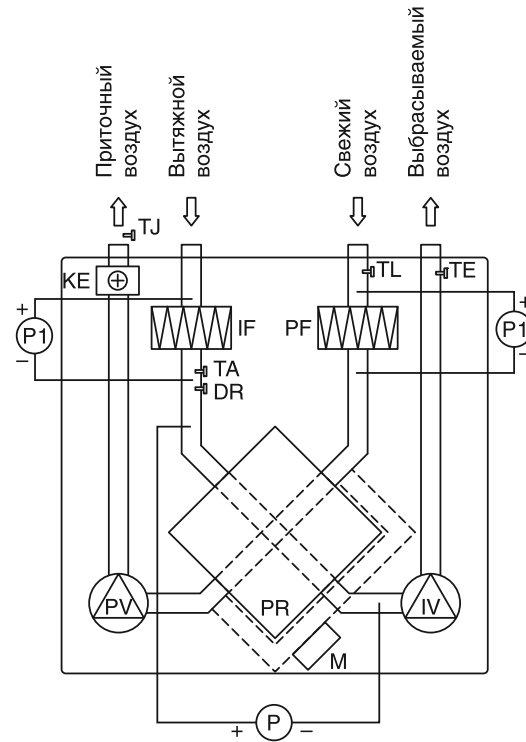 Приточный
воздух
Вытяжной
воздух
Свежий
воздух
Выбрасываемый
воздух
TJ
KE
TL
TE
+
P1
−
IF
PF
+
P1
−
TA
DR
PV
PR
IV
M
+
P
−